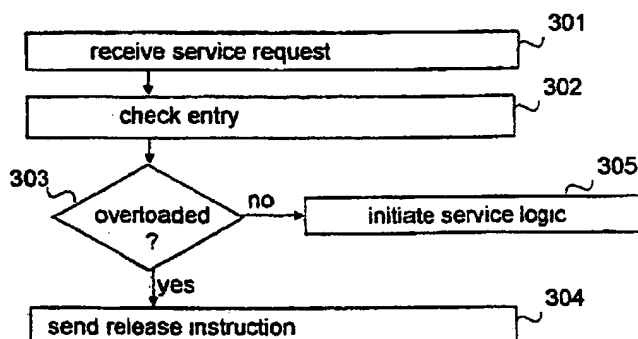 301
receive service request
302
check entry
303
overloaded
?
no
305
initiate service logic
yes
304
send release instruction